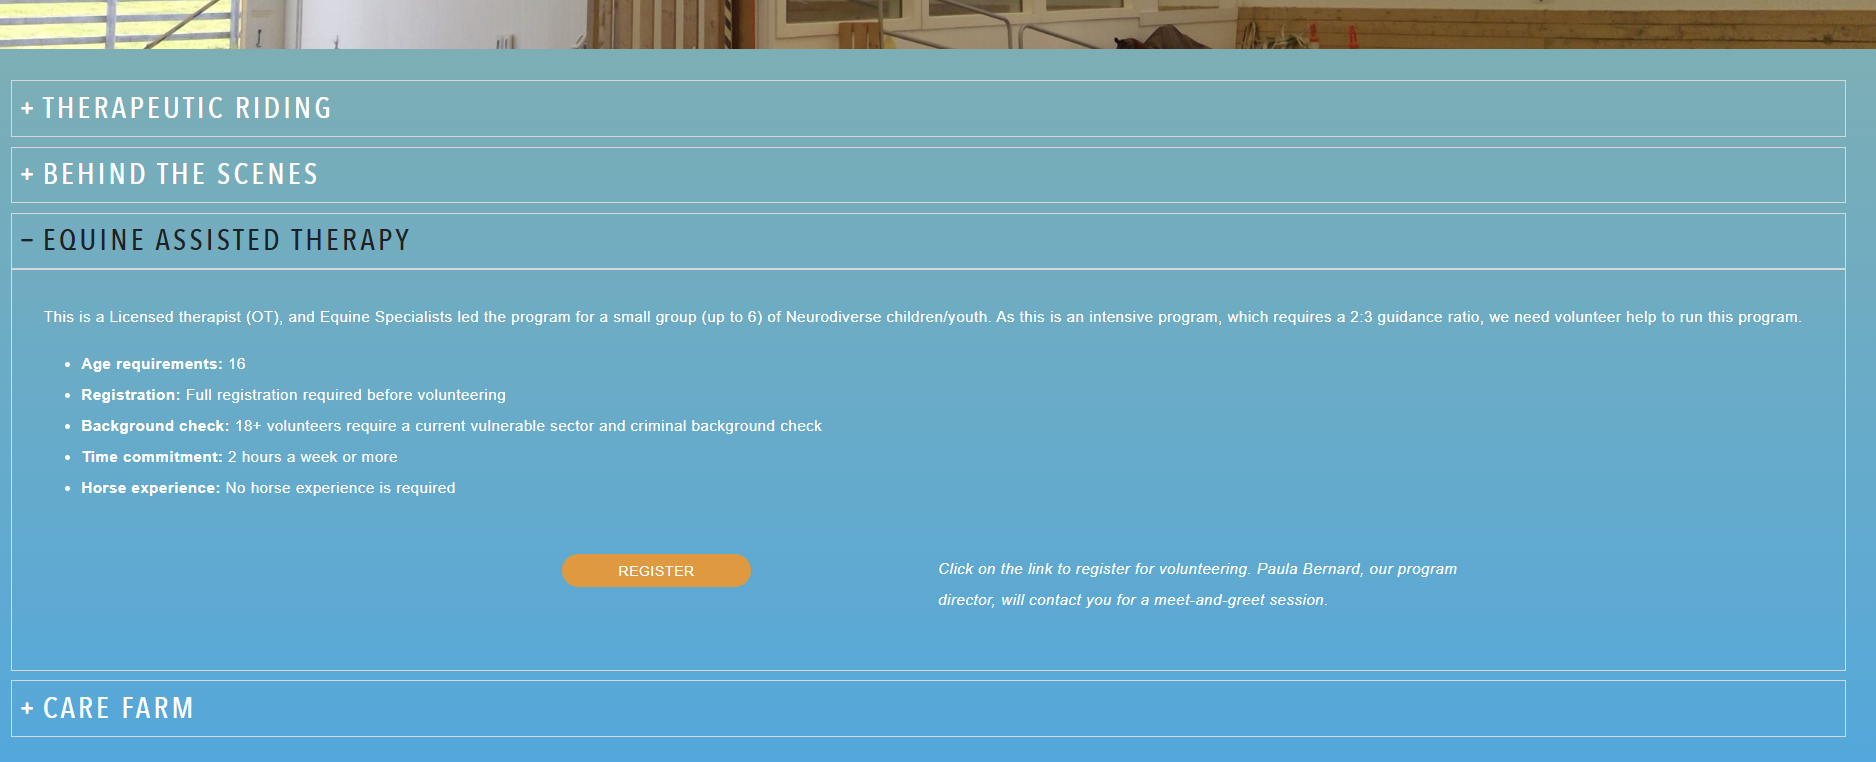 + THERAPEUTIC RIDING
+ BEHIND THE SCENES
− EQUINE ASSISTED THERAPY
This is a Licensed therapist (OT), and Equine Specialists led the program for a small group (up to 6) of Neurodiverse children/youth. As this is an intensive program, which requires a 2:3 guidance ratio, we need volunteer help to run this program.
• Age requirements: 16
• Registration: Full registration required before volunteering
• Background check: 18+ volunteers require a current vulnerable sector and criminal background check
• Time commitment: 2 hours a week or more
• Horse experience: No horse experience is required
REGISTER
Click on the link to register for volunteering. Paula Bernard, our program
director, will contact you for a meet-and-greet session.
+ CARE FARM